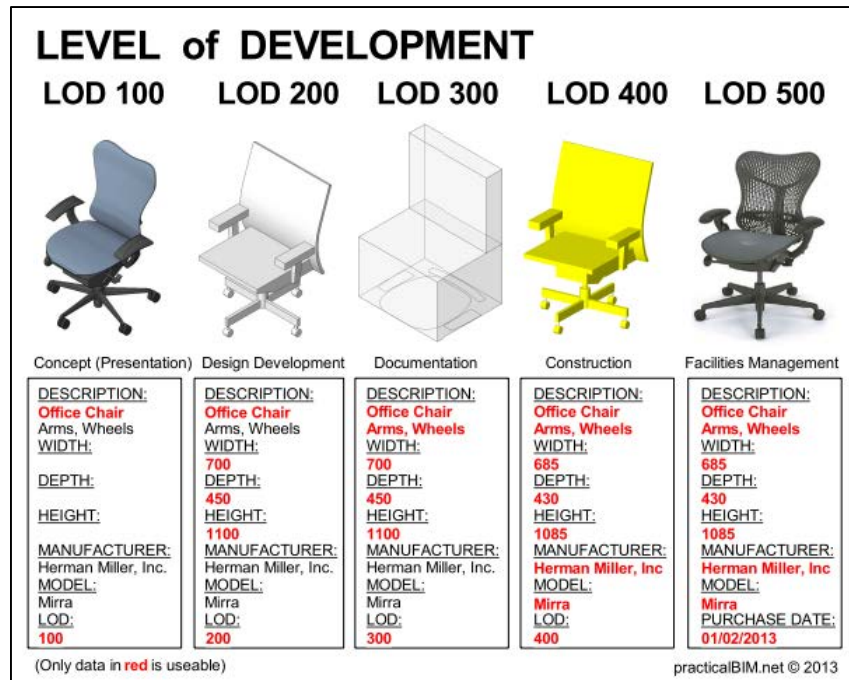 LEVEL of DEVELOPMENT
LOD 100
LOD 200
LOD 300
LOD 400
LOD 500
Concept (Presentation)
Design Development
Documentation
Construction
Facilities Management
DESCRIPTION:
Office Chair
Arms, Wheels
WIDTH:
DEPTH:
HEIGHT:
MANUFACTURER:
Herman Miller, Inc.
MODEL:
Mirra
LOD:
100
DESCRIPTION:
Office Chair
Arms, Wheels
WIDTH:
700
DEPTH:
450
HEIGHT:
1100
MANUFACTURER:
Herman Miller, Inc.
MODEL:
Mirra
LOD:
200
DESCRIPTION:
Office Chair
Arms, Wheels
WIDTH:
700
DEPTH:
450
HEIGHT:
1100
MANUFACTURER:
Herman Miller, Inc.
MODEL:
Mirra
LOD:
300
DESCRIPTION:
Office Chair
Arms, Wheels
WIDTH:
685
DEPTH:
430
HEIGHT:
1085
MANUFACTURER:
Herman Miller, Inc
MODEL:
Mirra
LOD:
400
DESCRIPTION:
Office Chair
Arms, Wheels
WIDTH:
685
DEPTH:
430
HEIGHT:
1085
MANUFACTURER:
Herman Miller, Inc
MODEL:
Mirra
PURCHASE DATE:
01/02/2013
(Only data in red is useable)
practicalBIM.net © 2013